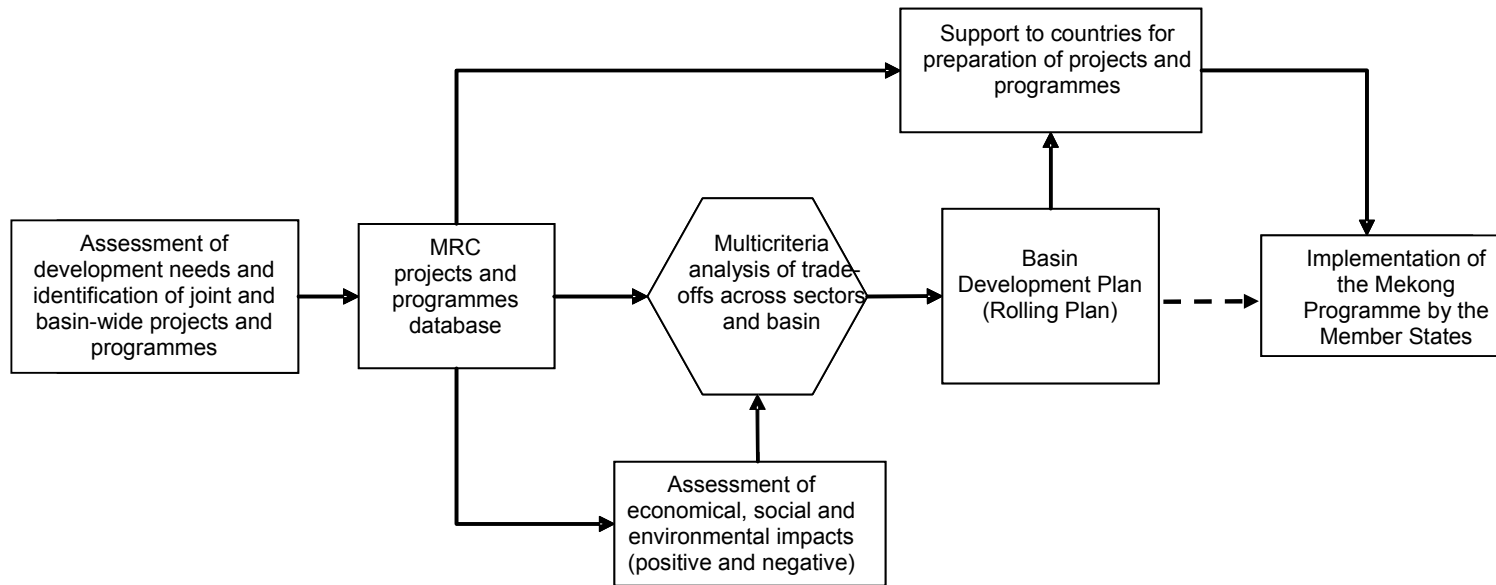 Support to countries for
preparation of projects and
programmes
Assessment of
development needs and
identification of joint and
basin-wide projects and
programmes
MRC
projects and
programmes
database
Multicriteria
analysis of trade-
offs across sectors
and basin
Basin
Development Plan
(Rolling Plan)
Implementation of
the Mekong
Programme by the
Member States
Assessment of
economical, social and
environmental impacts
(positive and negative)